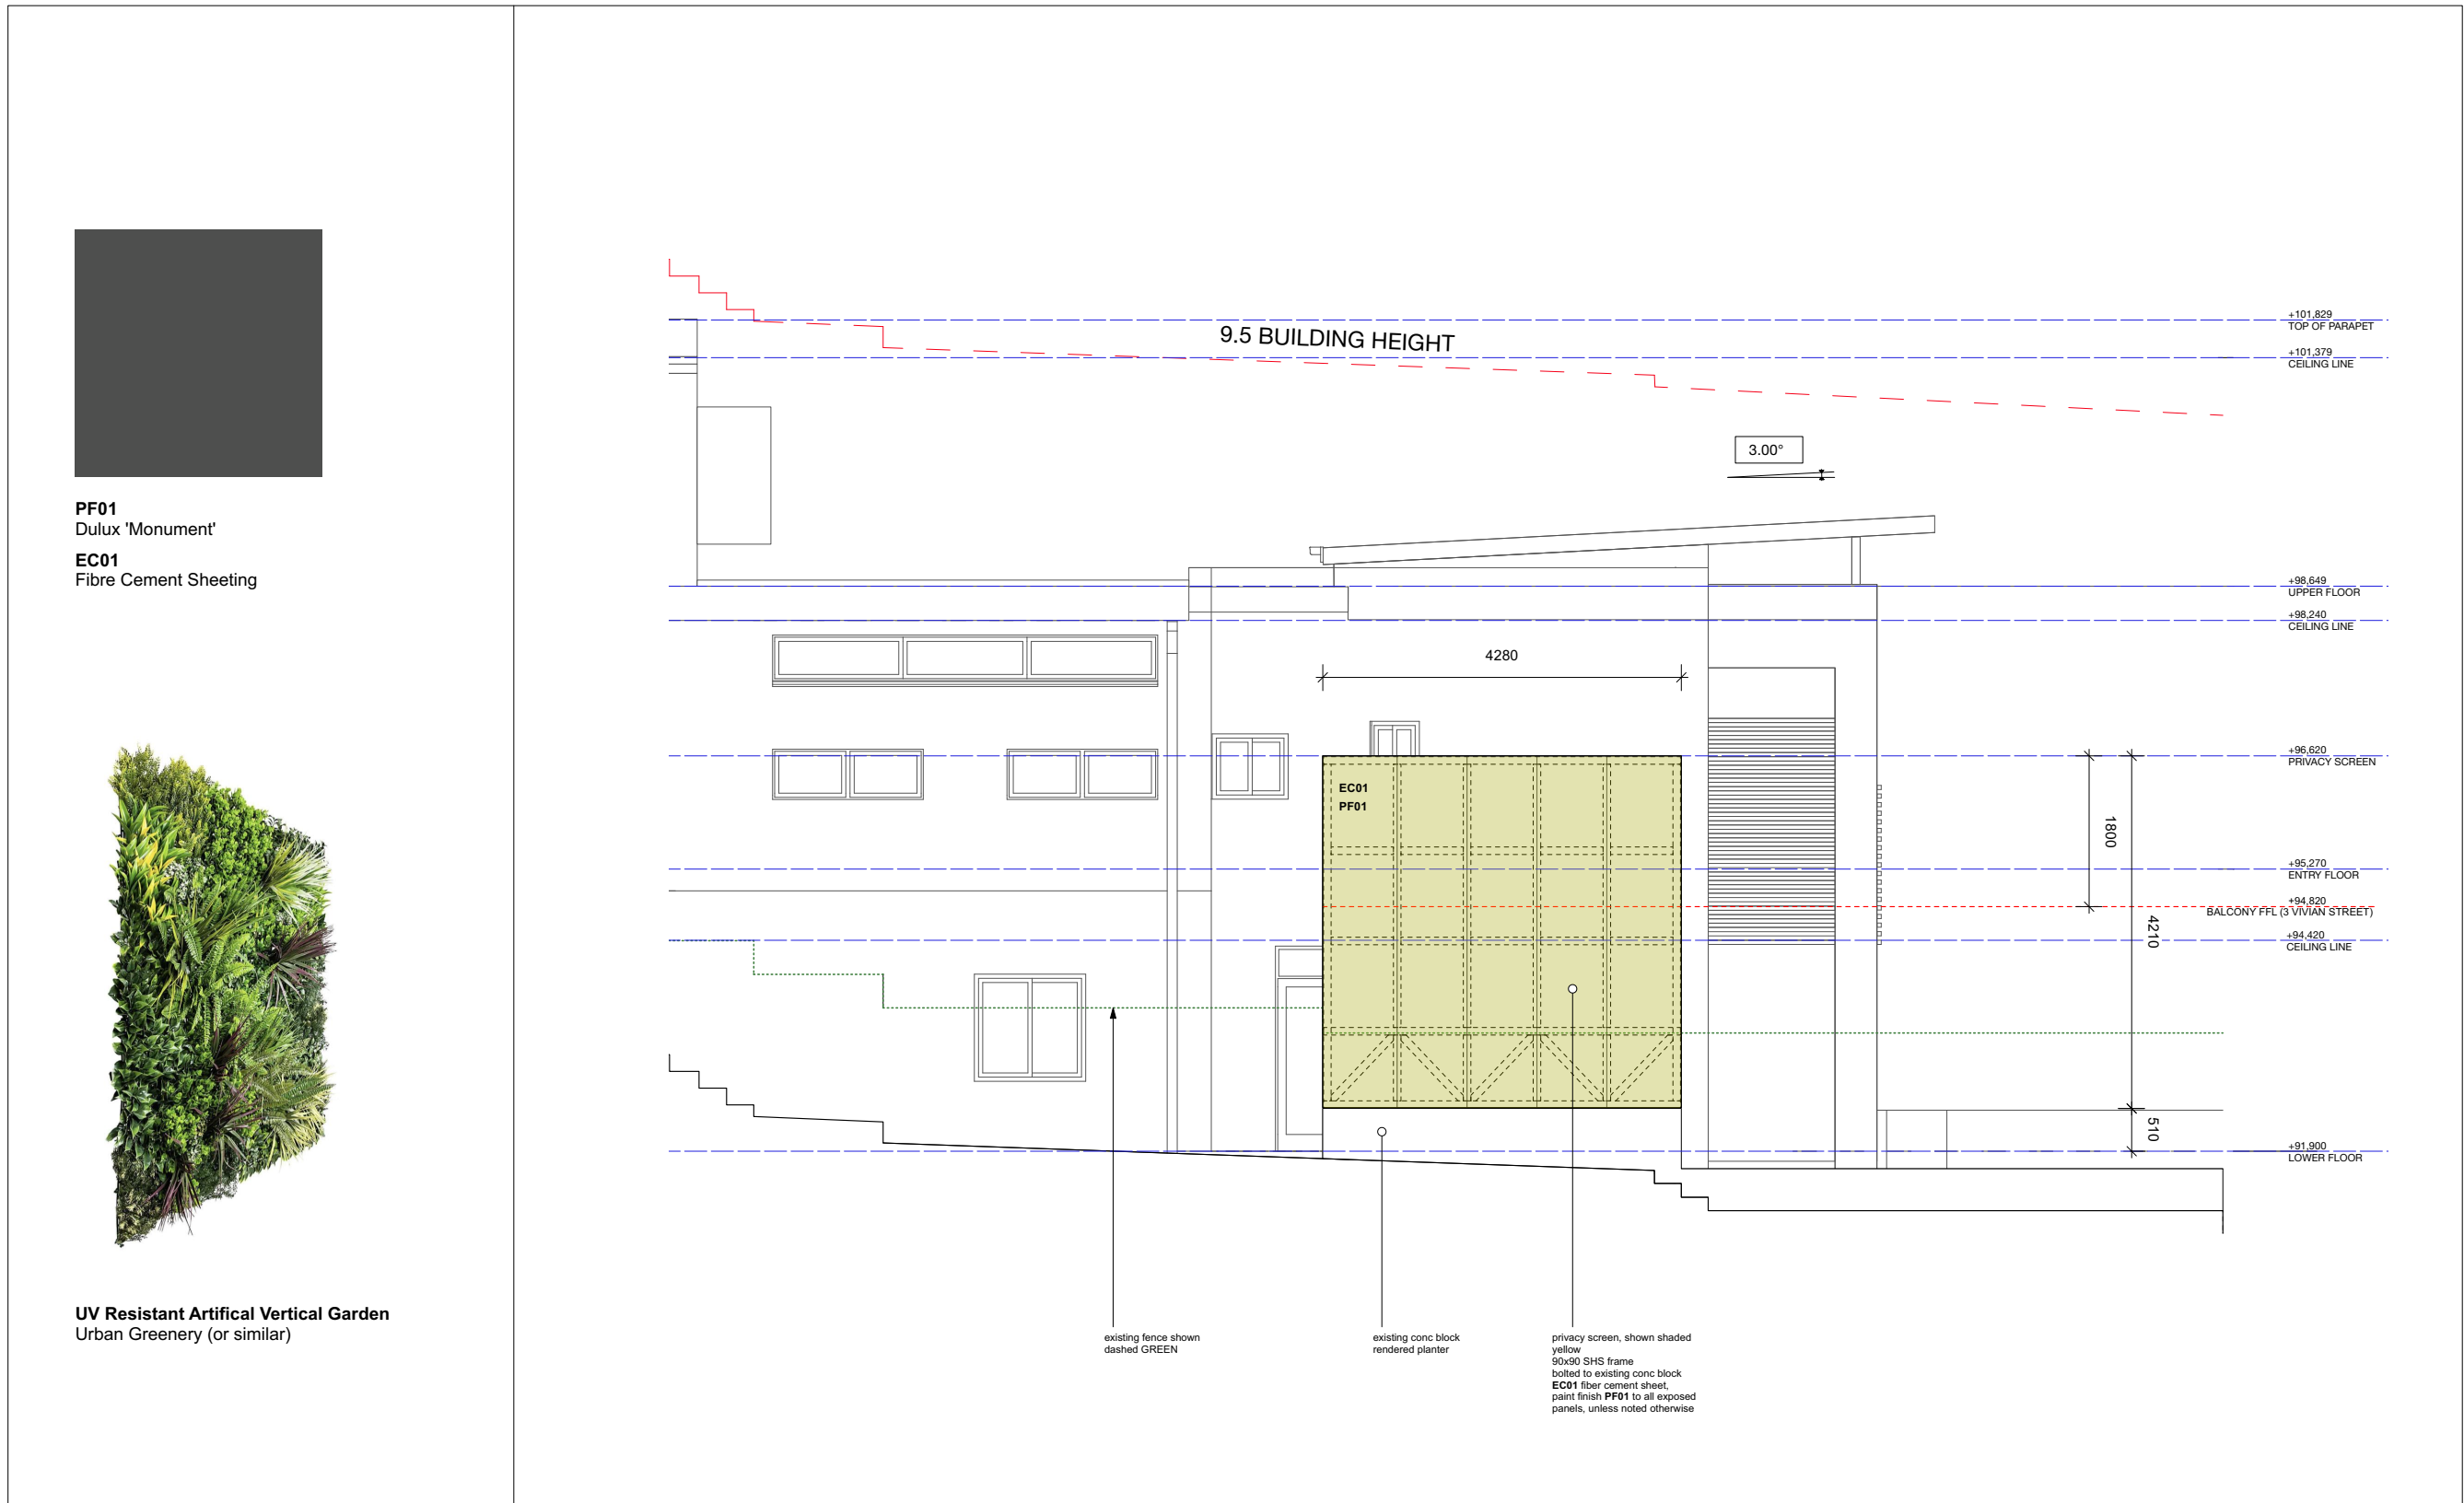 PF01
Dulux 'Monument'
EC01
Fibre Cement Sheeting
UV Resistant Artifical Vertical Garden
Urban Greenery (or similar)
9.5 BUILDING HEIGHT
3.00°
4280
EC01
PF01
1800
4210
510
+101,829
TOP OF PARAPET
+101,379
CEILING LINE
+98,649
UPPER FLOOR
+98,240
CEILING LINE
+96,620
PRIVACY SCREEN
+95,270
ENTRY FLOOR
+94,820
BALCONY FFL (3 VIVIAN STREET)
+94,420
CEILING LINE
+91,900
LOWER FLOOR
existing fence shown
dashed GREEN
existing conc block
rendered planter
privacy screen, shown shaded
yellow
90x90 SHS frame
bolted to existing conc block
EC01 fiber cement sheet,
paint finish PF01 to all exposed
panels, unless noted otherwise